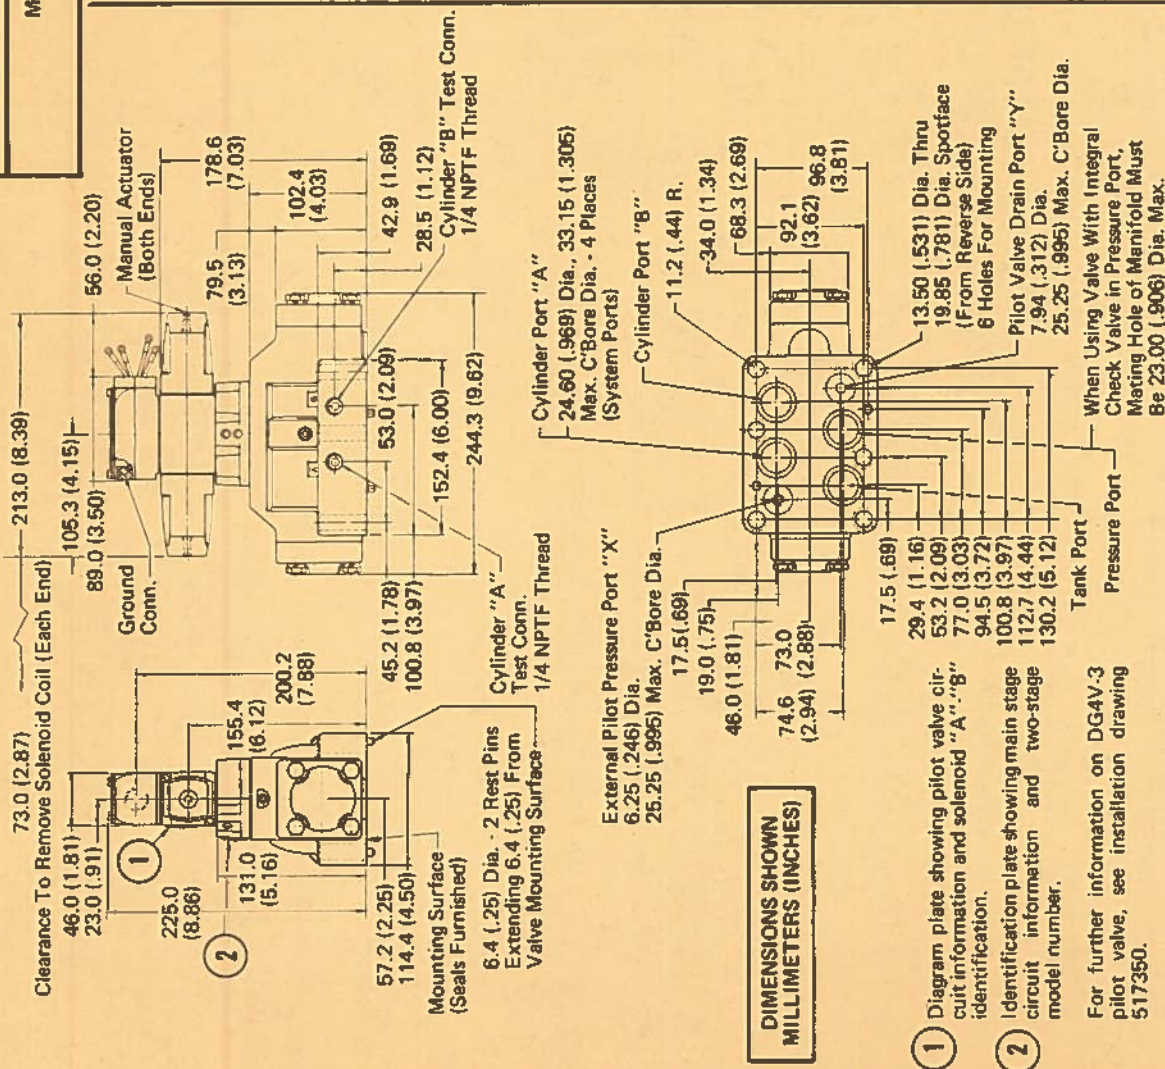 M
73.0 (2.87)
Clearance To Remove Solenoid Coil (Each End)
213.0 (8.39)
105.3 (4.15)
89.0 (3.50)
56.0 (2.20)
Ground
Conn.
Manual Actuator
(Both Ends)
46.0 (1.81)
23.0 (.91)
1
225.0
(8.86)
2
131.0
(5.16)
155.4
(6.12)
200.2
(7.88)
57.2 (2.25)
114.4 (4.50)
Mounting Surface
(Seals Furnished)
6.4 (.25) Dia. - 2 Rest Pins
Extending 6.4 (.25) From
Valve Mounting Surface
79.5
(3.13)
178.6
(7.03)
102.4
(4.03)
42.9 (1.69)
28.5 (1.12)
Cylinder "B" Test Conn.
1/4 NPTF Thread
53.0 (2.09)
152.4 (6.00)
244.3 (9.62)
45.2 (1.78)
100.8 (3.97)
Cylinder "A"
Test Conn.
1/4 NPTF Thread
External Pilot Pressure Port "X"
6.25 (.246) Dia.
25.25 (.995) Max. C'Bore Dia.
Cylinder Port "A"
24.60 (.969) Dia., 33.15 (1.305)
Max. C'Bore Dia. - 4 Places
(System Ports)
Cylinder Port "B"
11.2 (.44) R.
34.0 (1.34)
68.3 (2.69)
92.1
(3.62)
96.8
(3.81)
17.5 (.69)
19.0 (.75)
46.0 (1.81)
73.0
(2.88)
74.6
(2.94)
13.50 (.531) Dia. Thru
19.85 (.781) Dia. Spotface
(From Reverse Side)
6 Holes For Mounting
Pilot Valve Drain Port "Y"
7.94 (.312) Dia.
25.25 (.995) Max. C'Bore Dia.
17.5 (.69)
29.4 (1.16)
53.2 (2.09)
77.0 (3.03)
94.5 (3.72)
100.8 (3.97)
112.7 (4.44)
130.2 (5.12)
Tank Port
Pressure Port
When Using Valve With Integral
Check Valve in Pressure Port,
Mating Hole of Manifold Must
Be 23.00 (.906) Dia. Max.
DIMENSIONS SHOWN
MILLIMETERS (INCHES)
1 Diagram plate showing pilot valve cir-
cuit information and solenoid "A"-"B"
identification.
2 Identification plate showing main stage
circuit information and two-stage
model number.
For further information on DG4V-3
pilot valve, see installation drawing
517350.